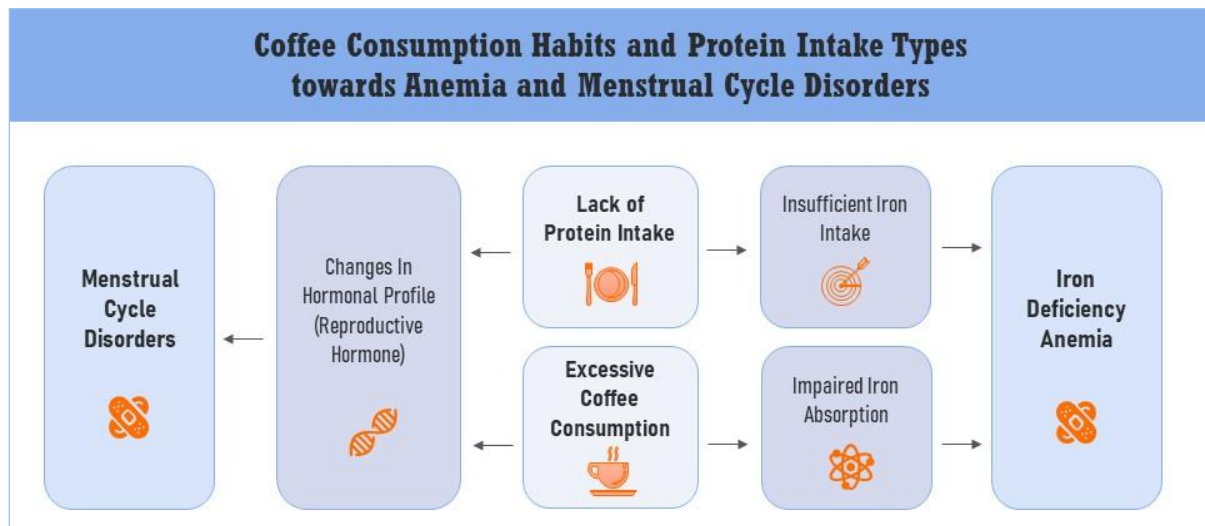 Coffee Consumption Habits and Protein Intake Types
towards Anemia and Menstrual Cycle Disorders
Menstrual
Cycle
Disorders
Changes In
Hormonal Profile
(Reproductive
Hormone)
Lack of
Protein Intake
Excessive
Coffee
Consumption
Insufficient Iron
Intake
Impaired Iron
Absorption
Iron
Deficiency
Anemia